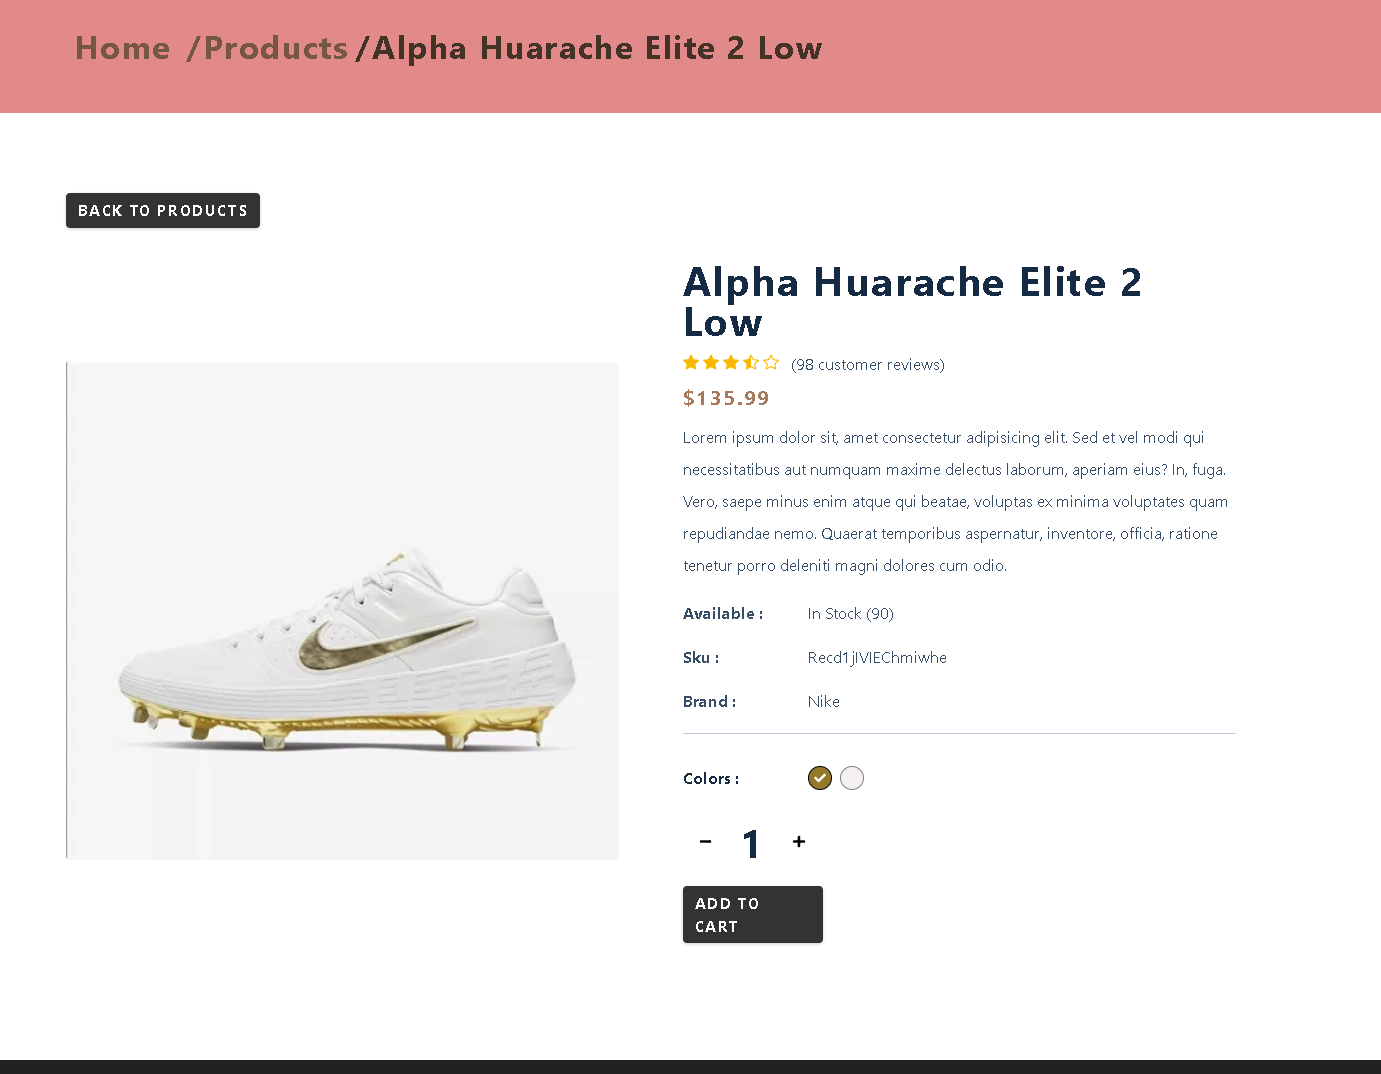 Home /Products /Alpha Huarache Elite 2 Low
BACK TO PRODUCTS
Alpha Huarache Elite 2
Low
(98 customer reviews)
$135.99
Lorem ipsum dolor sit, amet consectetur adipisicing elit. Sed et vel modi qui
necessitatibus aut numquam maxime delectus laborum, aperiam eius? In, fuga.
Vero, saepe minus enim atque qui beatae, voluptas ex minima voluptates quam
repudiandae nemo. Quaerat temporibus aspernatur, inventore, officia, ratione
tenetur porro deleniti magni dolores cum odio.
Available : In Stock (90)
Sku : Recd1jIVIEChmiwhe
Brand : Nike
Colors :
- 1 +
ADD TO
CART